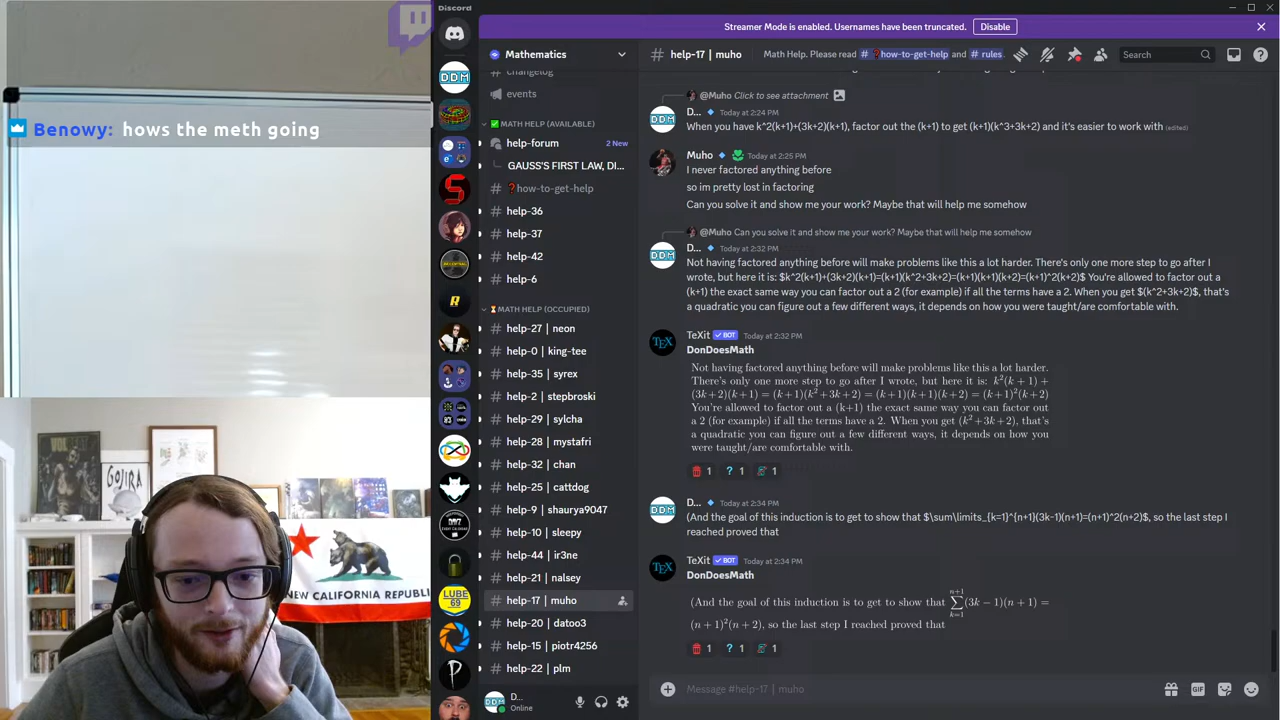 Discord
Streamer Mode is enabled. Usernames have been truncated. Disable
Mathematics
# help-17 | muho
Math Help. Please read # ❓how-to-get-help and # rules
Search
changelog
events
Benowy: hows the meth going
MATH HELP (AVAILABLE)
help-forum 2 New
GAUSS'S FIRST LAW, DI...
# ❓how-to-get-help
# help-36
# help-37
# help-42
# help-6
MATH HELP (OCCUPIED)
# help-27 | neon
# help-0 | king-tee
# help-35 | syrex
# help-2 | stepbroski
# help-29 | sylcha
# help-28 | mystafri
# help-32 | chan
# help-25 | cattdog
# help-9 | shaurya9047
# help-10 | sleepy
# help-44 | ir3ne
# help-21 | nalsey
# help-17 | muho
# help-20 | datoo3
# help-15 | piotr4256
# help-22 | plm
D...
Online
@Muho Click to see attachment
D... Today at 2:24 PM
When you have k^2(k+1)+(3k+2)(k+1), factor out the (k+1) to get (k+1)(k^3+3k+2) and it's easier to work with (edited)
Muho Today at 2:25 PM
I never factored anything before
so im pretty lost in factoring
Can you solve it and show me your work? Maybe that will help me somehow
@Muho Can you solve it and show me your work? Maybe that will help me somehow
D... Today at 2:32 PM
Not having factored anything before will make problems like this a lot harder. There's only one more step to go after I
wrote, but here it is: $k^2(k+1)+(3k+2)(k+1)=(k+1)(k^2+3k+2)=(k+1)(k+1)(k+2)=(k+1)^2(k+2)$ You're allowed to factor out a
(k+1) the exact same way you can factor out a 2 (for example) if all the terms have a 2. When you get $(k^2+3k+2)$, that's
a quadratic you can figure out a few different ways, it depends on how you were taught/are comfortable with.
TeXit BOT Today at 2:32 PM
DonDoesMath
Not having factored anything before will make problems like this a lot harder.
There's only one more step to go after I wrote, but here it is: k²(k + 1) +
(3k+2)(k+1) = (k+1)(k²+3k+2) = (k+1)(k+1)(k+2) = (k+1)²(k+2)
You're allowed to factor out a (k+1) the exact same way you can factor out
a 2 (for example) if all the terms have a 2. When you get (k²+3k+2), that's
a quadratic you can figure out a few different ways, it depends on how you
were taught/are comfortable with.
1 ? 1 1
D... Today at 2:34 PM
(And the goal of this induction is to get to show that $\sum\limits_{k=1}^{n+1}(3k-1)(n+1)=(n+1)^2(n+2), so the last step I
reached proved that
TeXit BOT Today at 2:34 PM
DonDoesMath
(And the goal of this induction is to get to show that n+1∑k=1(3k − 1)(n + 1) =
(n + 1)²(n + 2), so the last step I reached proved that
1 ? 1 1
Message #help-17 | muho
GIF
DDM
TEX
LUBE
69
VOLBEAT
GOJIRA
NEW CALIFORNIA REPUBLI